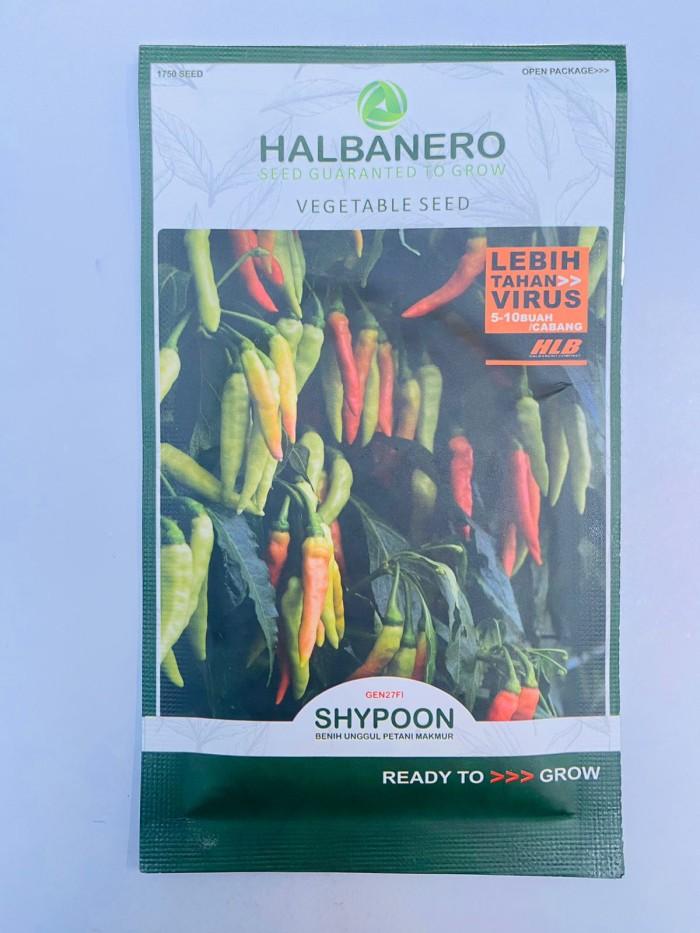 1750 SEED
OPEN PACKAGE>>>
HALBANERO
SEED GUARANTED TO GROW
VEGETABLE SEED
LEBIH
TAHAN>>
VIRUS
5-10BUAH
/CABANG
HLB
GEN27FI
SHYPOON
BENIH UNGGUL PETANI MAKMUR
READY TO >>> GROW